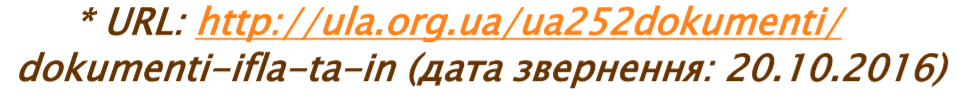 * URL: http://ula.org.ua/ua252dokumenti/
dokumenti-ifla-ta-in (дата звернення: 20.10.2016)